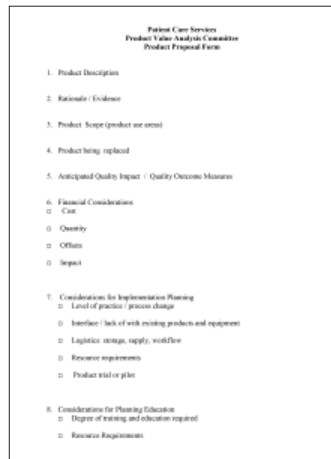 Patient Care Services
Product Value Analysis Committee
Product Proposal Form
1. Product Description
2. Rationale / Evidence
3. Product Scope (product use areas)
4. Product being replaced
5. Anticipated Quality Impact / Quality Outcome Measures
6. Financial Considerations
□ Cost
□ Quantity
□ Offsets
□ Impact
7. Considerations for Implementation Planning
□ Level of practice / process change
□ Interface / lack of with existing products and equipment
□ Logistics: storage, supply, workflow
□ Resource requirements
□ Product trial or pilot
8. Considerations for Planning Education
□ Degree of training and education required
□ Resource Requirements